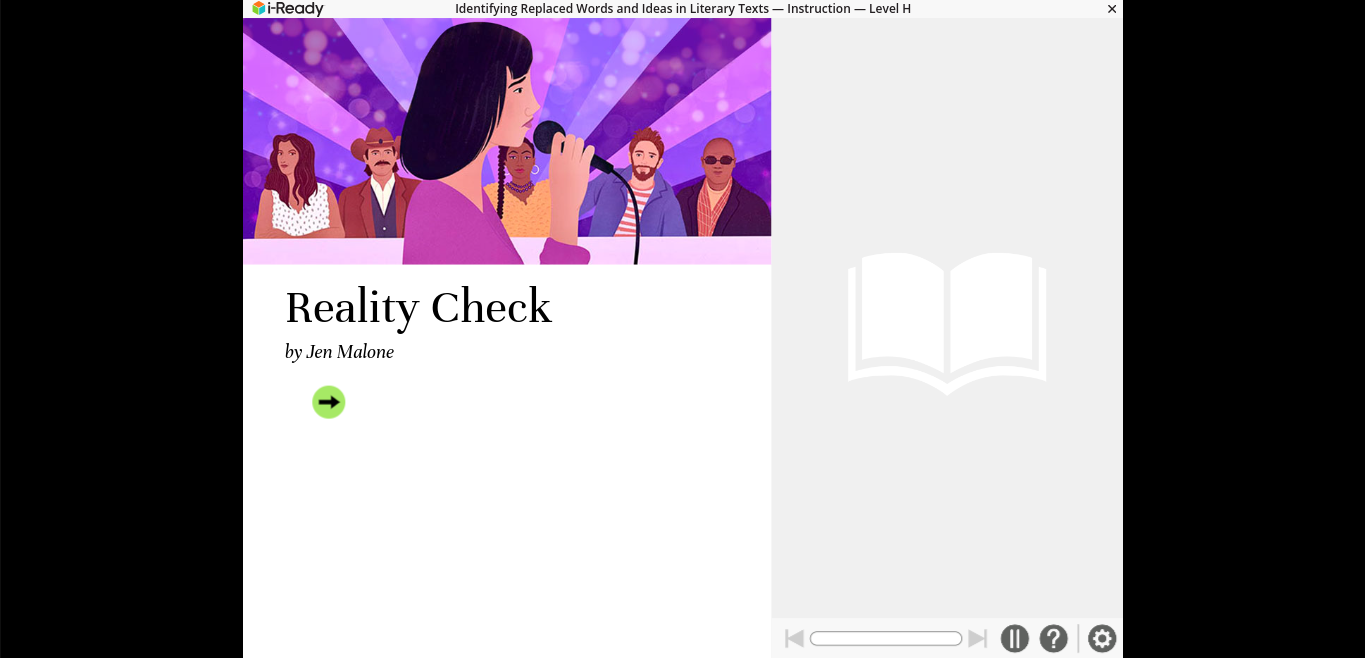 i-Ready
Identifying Replaced Words and Ideas in Literary Texts — Instruction — Level H
Reality Check
by Jen Malone